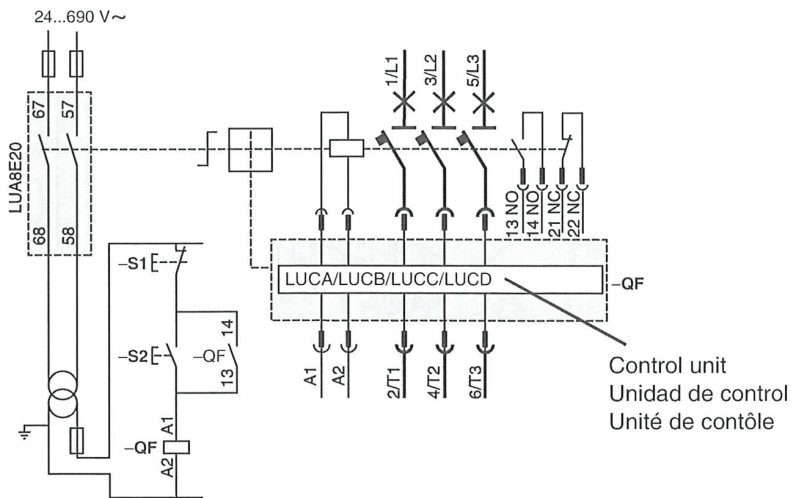 24...690 V~
67
57
LUA8E20
68
58
1/L1
3/L2
5/L3
13 NO
14 NO
21 NC
22 NC
–S1
LUCA/LUCB/LUCC/LUCD
–QF
–S2
–QF
14
13
A1
A2
2/T1
4/T2
6/T3
Control unit
Unidad de control
Unité de contôle
–QF
A1
A2